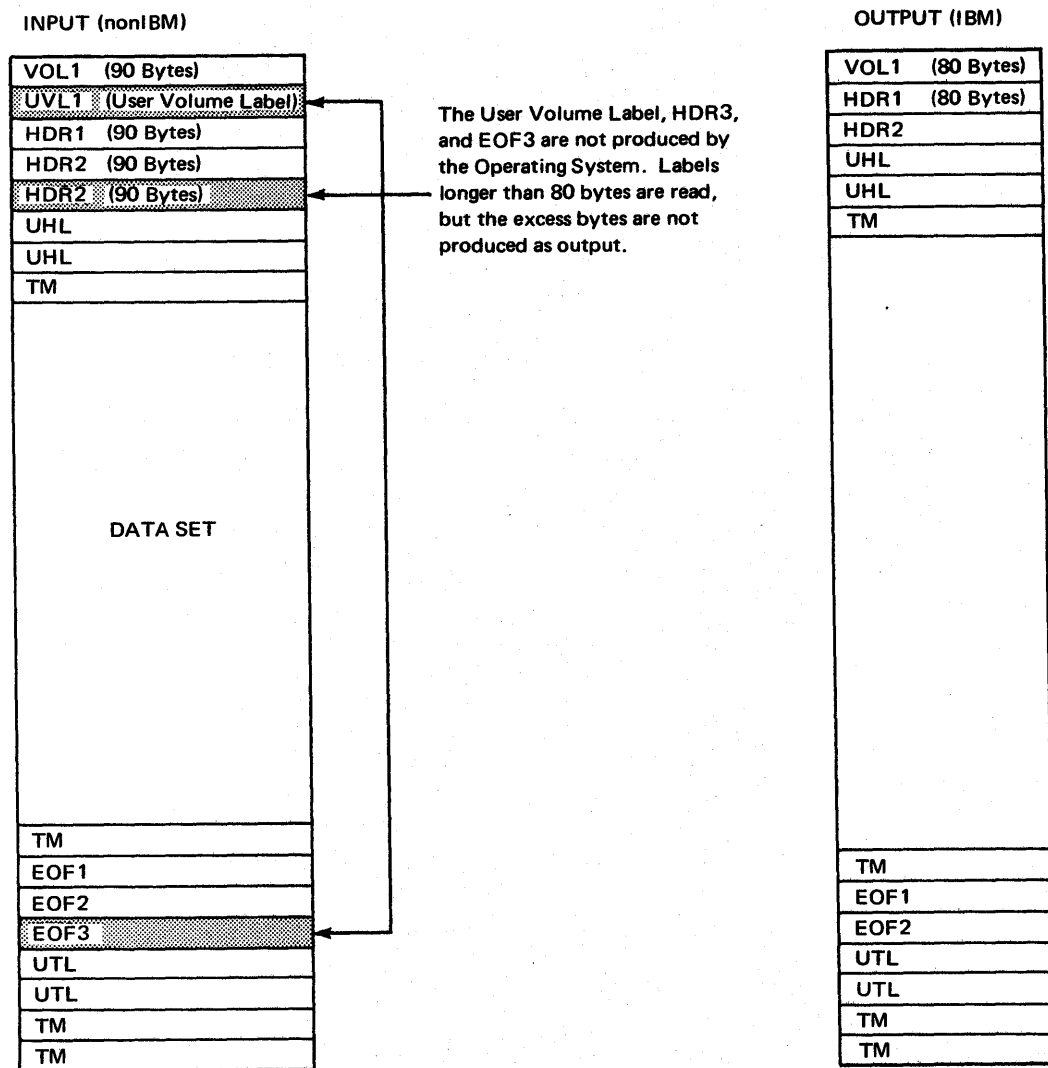 INPUT (nonIBM)
VOL1 (90 Bytes)
UVL1 (User Volume Label)
HDR1 (90 Bytes)
HDR2 (90 Bytes)
HDR2 (90 Bytes)
UHL
UHL
TM
DATA SET
TM
EOF1
EOF2
EOF3
UTL
UTL
TM
TM
The User Volume Label, HDR3,
and EOF3 are not produced by
the Operating System. Labels
longer than 80 bytes are read,
but the excess bytes are not
produced as output.
OUTPUT (IBM)
VOL1 (80 Bytes)
HDR1 (80 Bytes)
HDR2
UHL
UHL
TM
TM
EOF1
EOF2
UTL
UTL
TM
TM